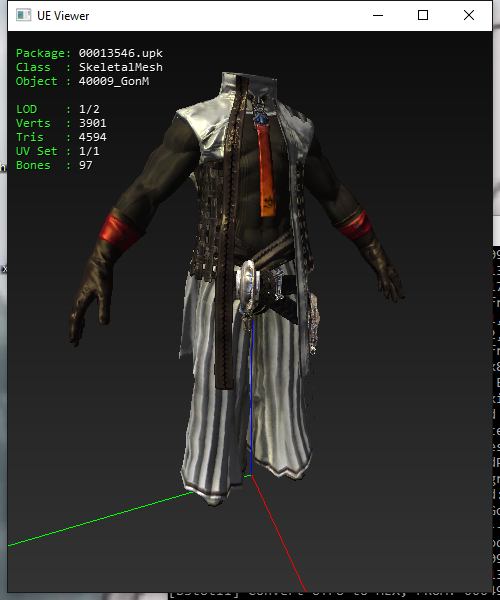 UE Viewer
Package: 00013546.upk
Class  : SkeletalMesh
Object : 40009_GonM
LOD    : 1/2
Verts  : 3901
Tris   : 4594
UV Set : 1/1
Bones  : 97